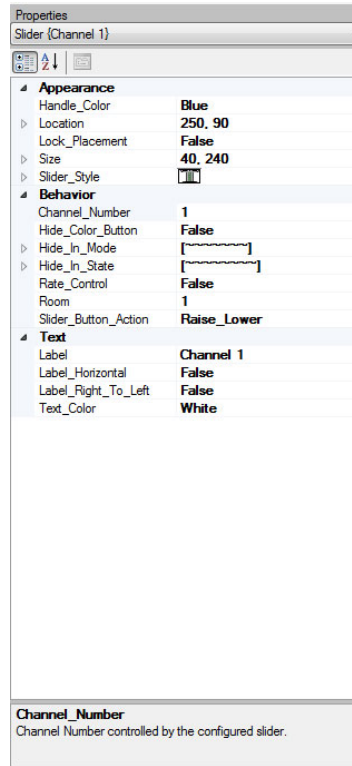 Properties
Slider {Channel 1}
Appearance
Handle_Color Blue
Location 250, 90
Lock_Placement False
Size 40, 240
Slider_Style
Behavior
Channel_Number 1
Hide_Color_Button False
Hide_In_Mode [~~~~~~~~]
Hide_In_State [~~~~~~~~~]
Rate_Control False
Room 1
Slider_Button_Action Raise_Lower
Text
Label Channel 1
Label_Horizontal False
Label_Right_To_Left False
Text_Color White
Channel_Number
Channel Number controlled by the configured slider.